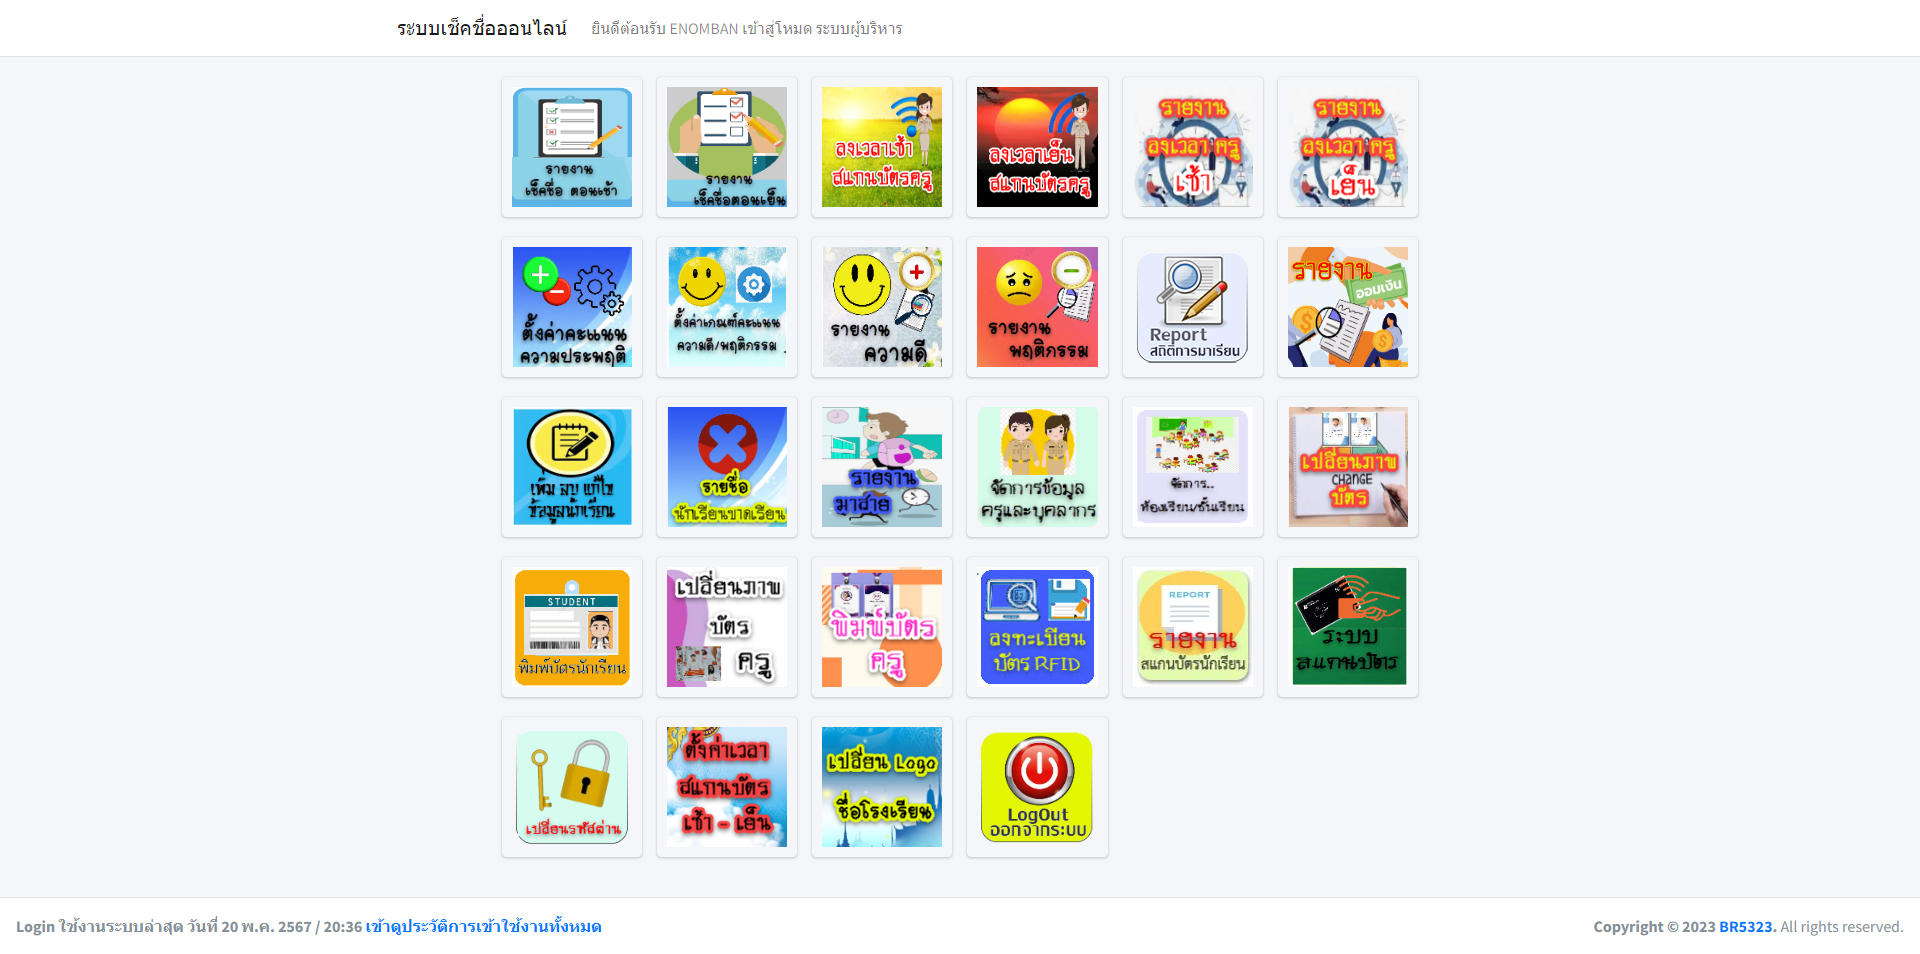 ระบบเช็คชื่อออนไลน์ ยินดีต้อนรับ ENOMBAN เข้าสู่โหมด ระบบผู้บริหาร
รายงาน
เช็คชื่อ ตอนเช้า
รายงาน
เช็คชื่อตอนเย็น
ลงเวลาเช้า
สแกนบัตรครู
ลงเวลาเย็น
สแกนบัตรครู
รายงาน
ลงเวลา ครู
เช้า
รายงาน
ลงเวลา ครู
เย็น
ตั้งค่าคะแนน
ความประพฤติ
ตั้งค่าเกณฑ์คะแนน
ความดี/พฤติกรรม
รายงาน
ความดี
รายงาน
พฤติกรรม
Report
สถิติการมาเรียน
รายงาน
ออมเงิน
เพิ่ม ลบ แก้ไข
ข้อมูลนักเรียน
รายชื่อ
นักเรียนขาดเรียน
รายงาน
มาสาย
จัดการข้อมูล
ครูและบุคลากร
จัดการ..
ห้องเรียน/ชั้นเรียน
เปลี่ยนภาพ
CHANGE
บัตร
STUDENT
พิมพ์บัตรนักเรียน
เปลี่ยนภาพ
บัตร
ครู
พิมพ์บัตร
ครู
ลงทะเบียน
บัตร RFID
REPORT
รายงาน
สแกนบัตรนักเรียน
ระบบ
สแกนบัตร
เปลี่ยนรหัสผ่าน
ตั้งค่าเวลา
สแกนบัตร
เช้า - เย็น
เปลี่ยน Logo
ชื่อโรงเรียน
LogOut
ออกจากระบบ
Login ใช้งานระบบล่าสุด วันที่ 20 พ.ค. 2567 / 20:36 เข้าดูประวัติการเข้าใช้งานทั้งหมด
Copyright © 2023 BR5323. All rights reserved.